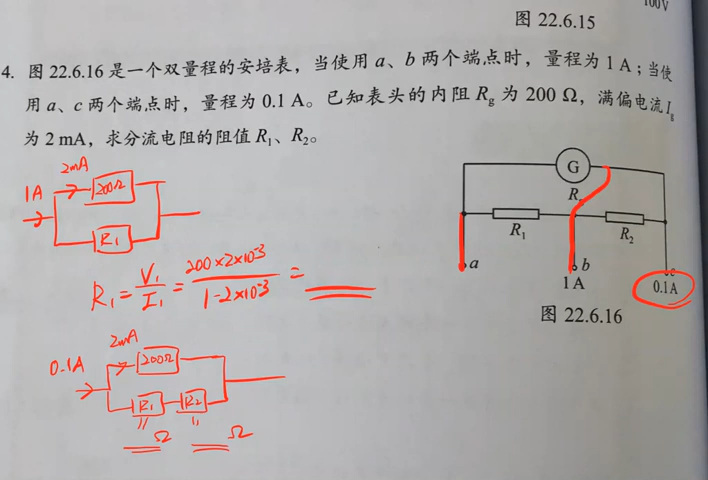 100V
图 22.6.15
4. 图 22.6.16 是一个双量程的安培表，当使用 a、b 两个端点时，量程为 1 A；当使
用 a、c 两个端点时，量程为 0.1 A。已知表头的内阻 Rg 为 200 Ω，满偏电流 Ig
为 2 mA，求分流电阻的阻值 R₁、R₂。
2mA
1A
200Ω
R₁
R₁ = V₁/I₁ = 200×2×10⁻³/1-2×10⁻³ =
2mA
0.1A
200Ω
R₁ R₂
Ω Ω
G
R
R₁ R₂
a b c
1 A 0.1A
图 22.6.16